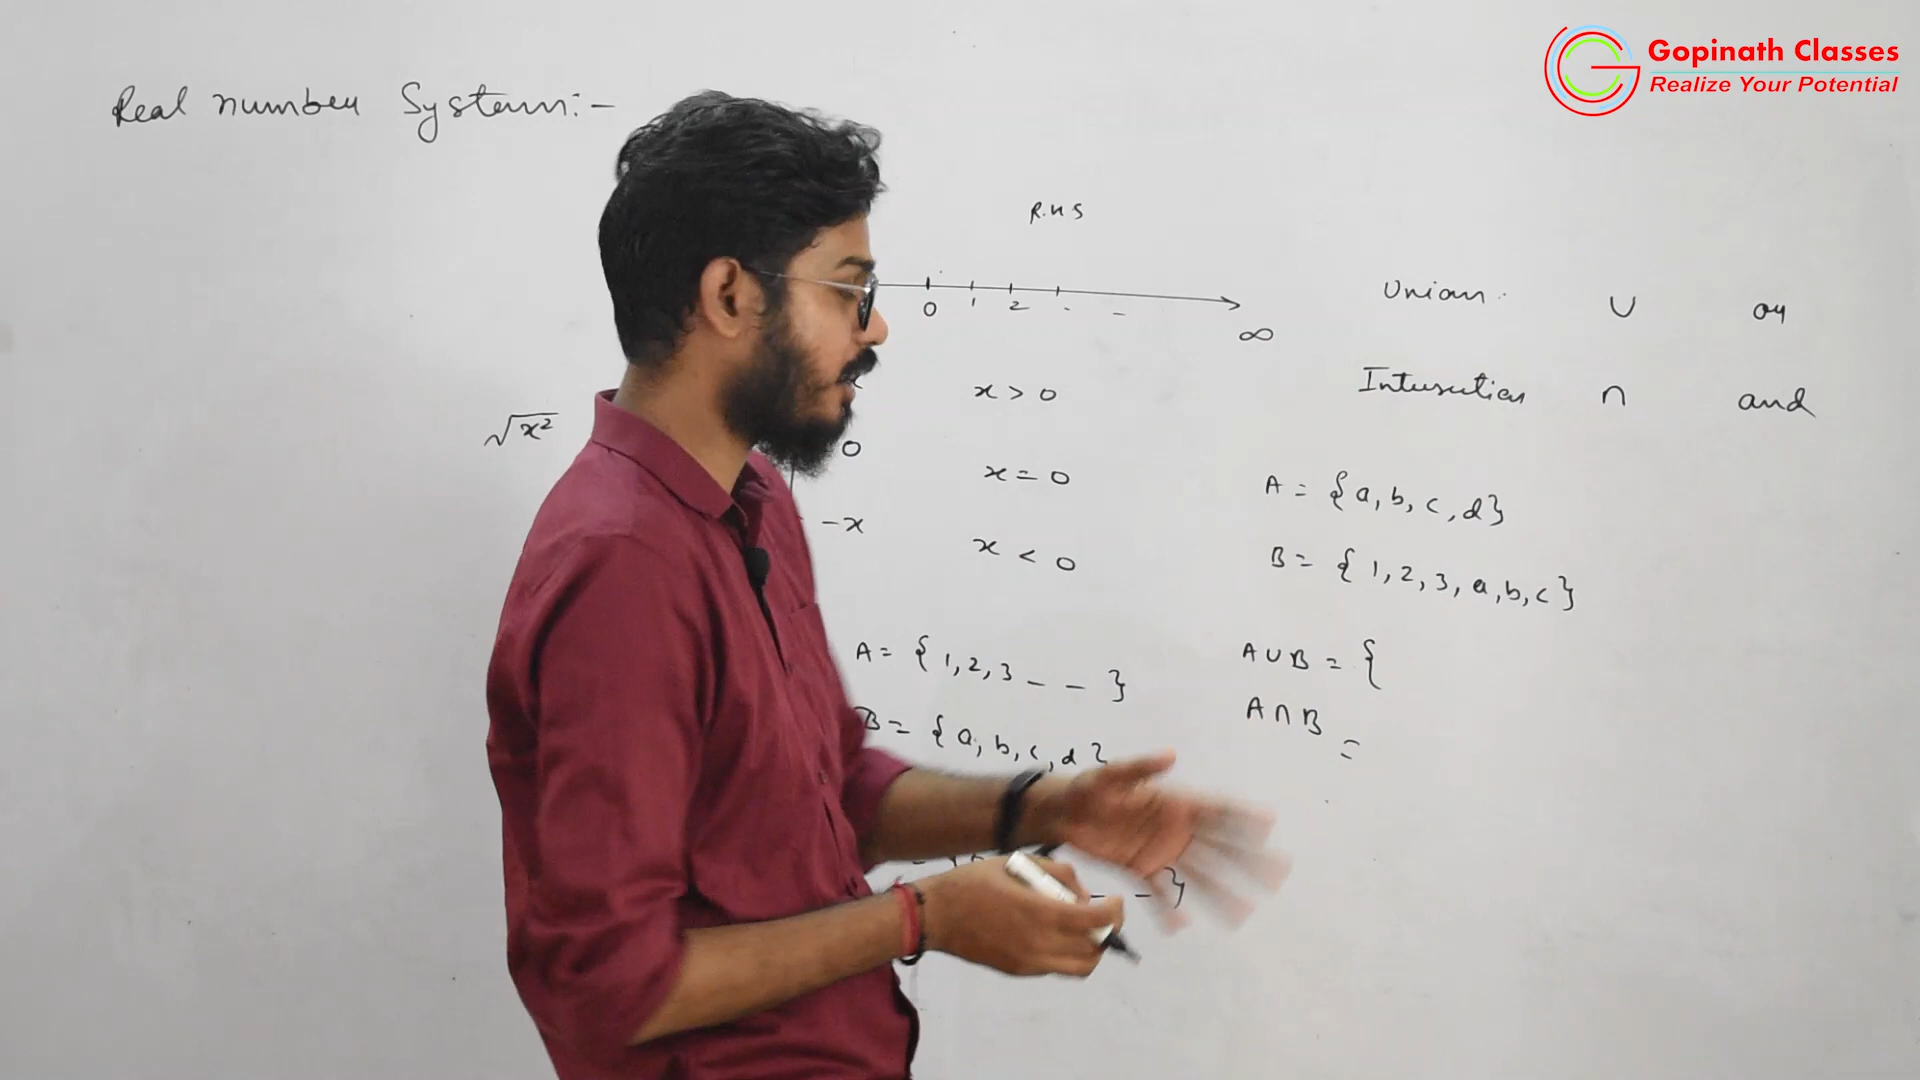 Gopinath Classes
Realize Your Potential
Real number System:-
R.H.S
0 1 2 - -
∞
Union. ∪ or
Intersection ∩ and
x > 0
√x²
0 x = 0
-x x < 0
A = {a, b, c, d}
B = {1, 2, 3, a, b, c}
A = {1, 2, 3 - - }
B = {a, b, c, d}
A∪B = {
A∩B =
- - }